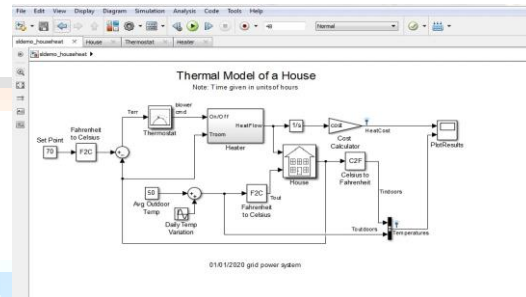 File Edit View Display Diagram Simulation Analysis Code Tools Help
48 Normal
sldemo_househeat House Thermostat Heater
sldemo_househeat
Thermal Model of a House
Note: Time given in units of hours
Set Point
70
Fahrenheit
to Celsius
F2C
Terr
Thermostat
blower
cmd
On/Off
Troom
HeatFlow
Heater
1/s
cost
Cost
Calculator
HeatCost
PlotResults
House
C2F
Celsius to
Fahrenheit
50
Avg Outdoor
Temp
Daily Temp
Variation
F2C
Fahrenheit
to Celsius
Tout
Tindoors
Toutdoors
Temperatures
01/01/2020 grid power system